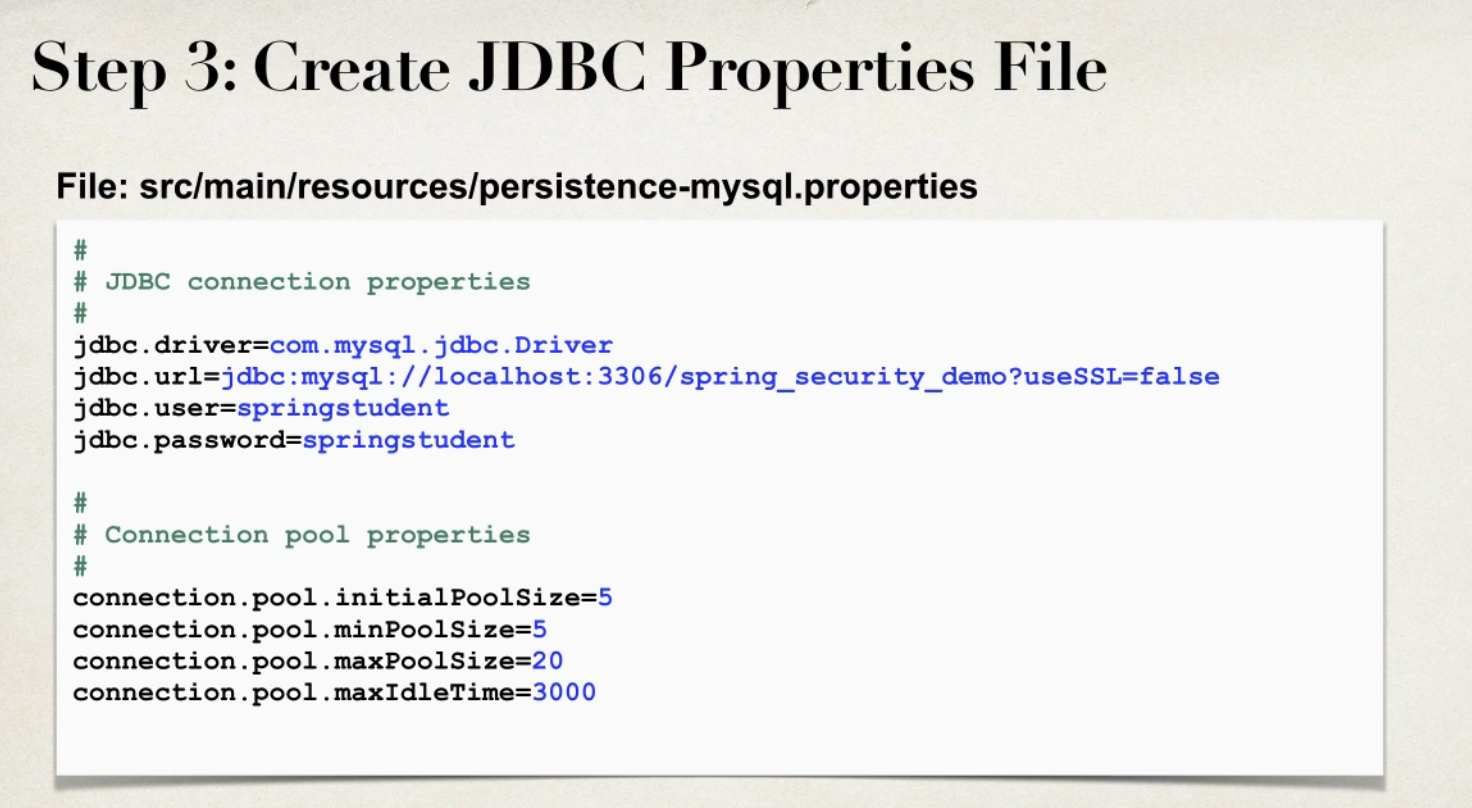 Step 3: Create JDBC Properties File
File: src/main/resources/persistence-mysql.properties
#
# JDBC connection properties
#
jdbc.driver=com.mysql.jdbc.Driver
jdbc.url=jdbc:mysql://localhost:3306/spring_security_demo?useSSL=false
jdbc.user=springstudent
jdbc.password=springstudent
#
# Connection pool properties
#
connection.pool.initialPoolSize=5
connection.pool.minPoolSize=5
connection.pool.maxPoolSize=20
connection.pool.maxIdleTime=3000